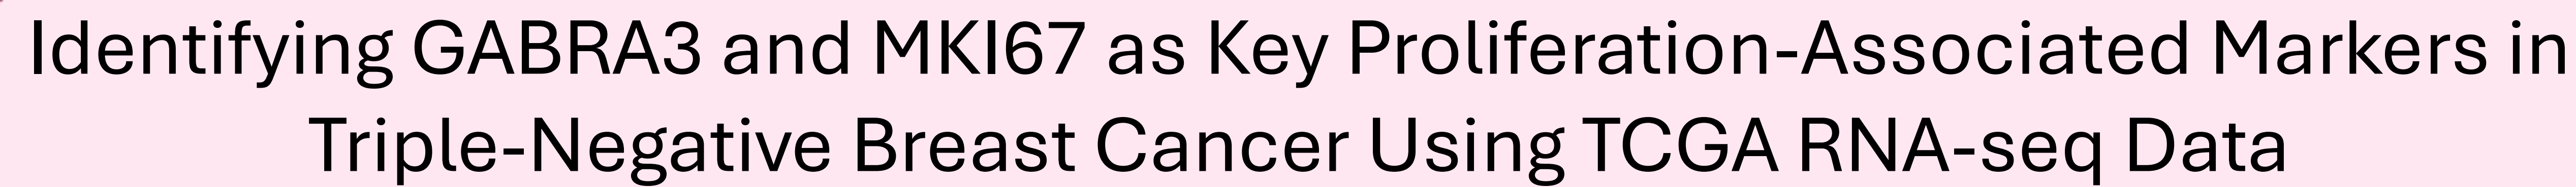 Identifying GABRA3 and MKI67 as Key Proliferation-Associated Markers in
Triple-Negative Breast Cancer Using TCGA RNA-seq Data